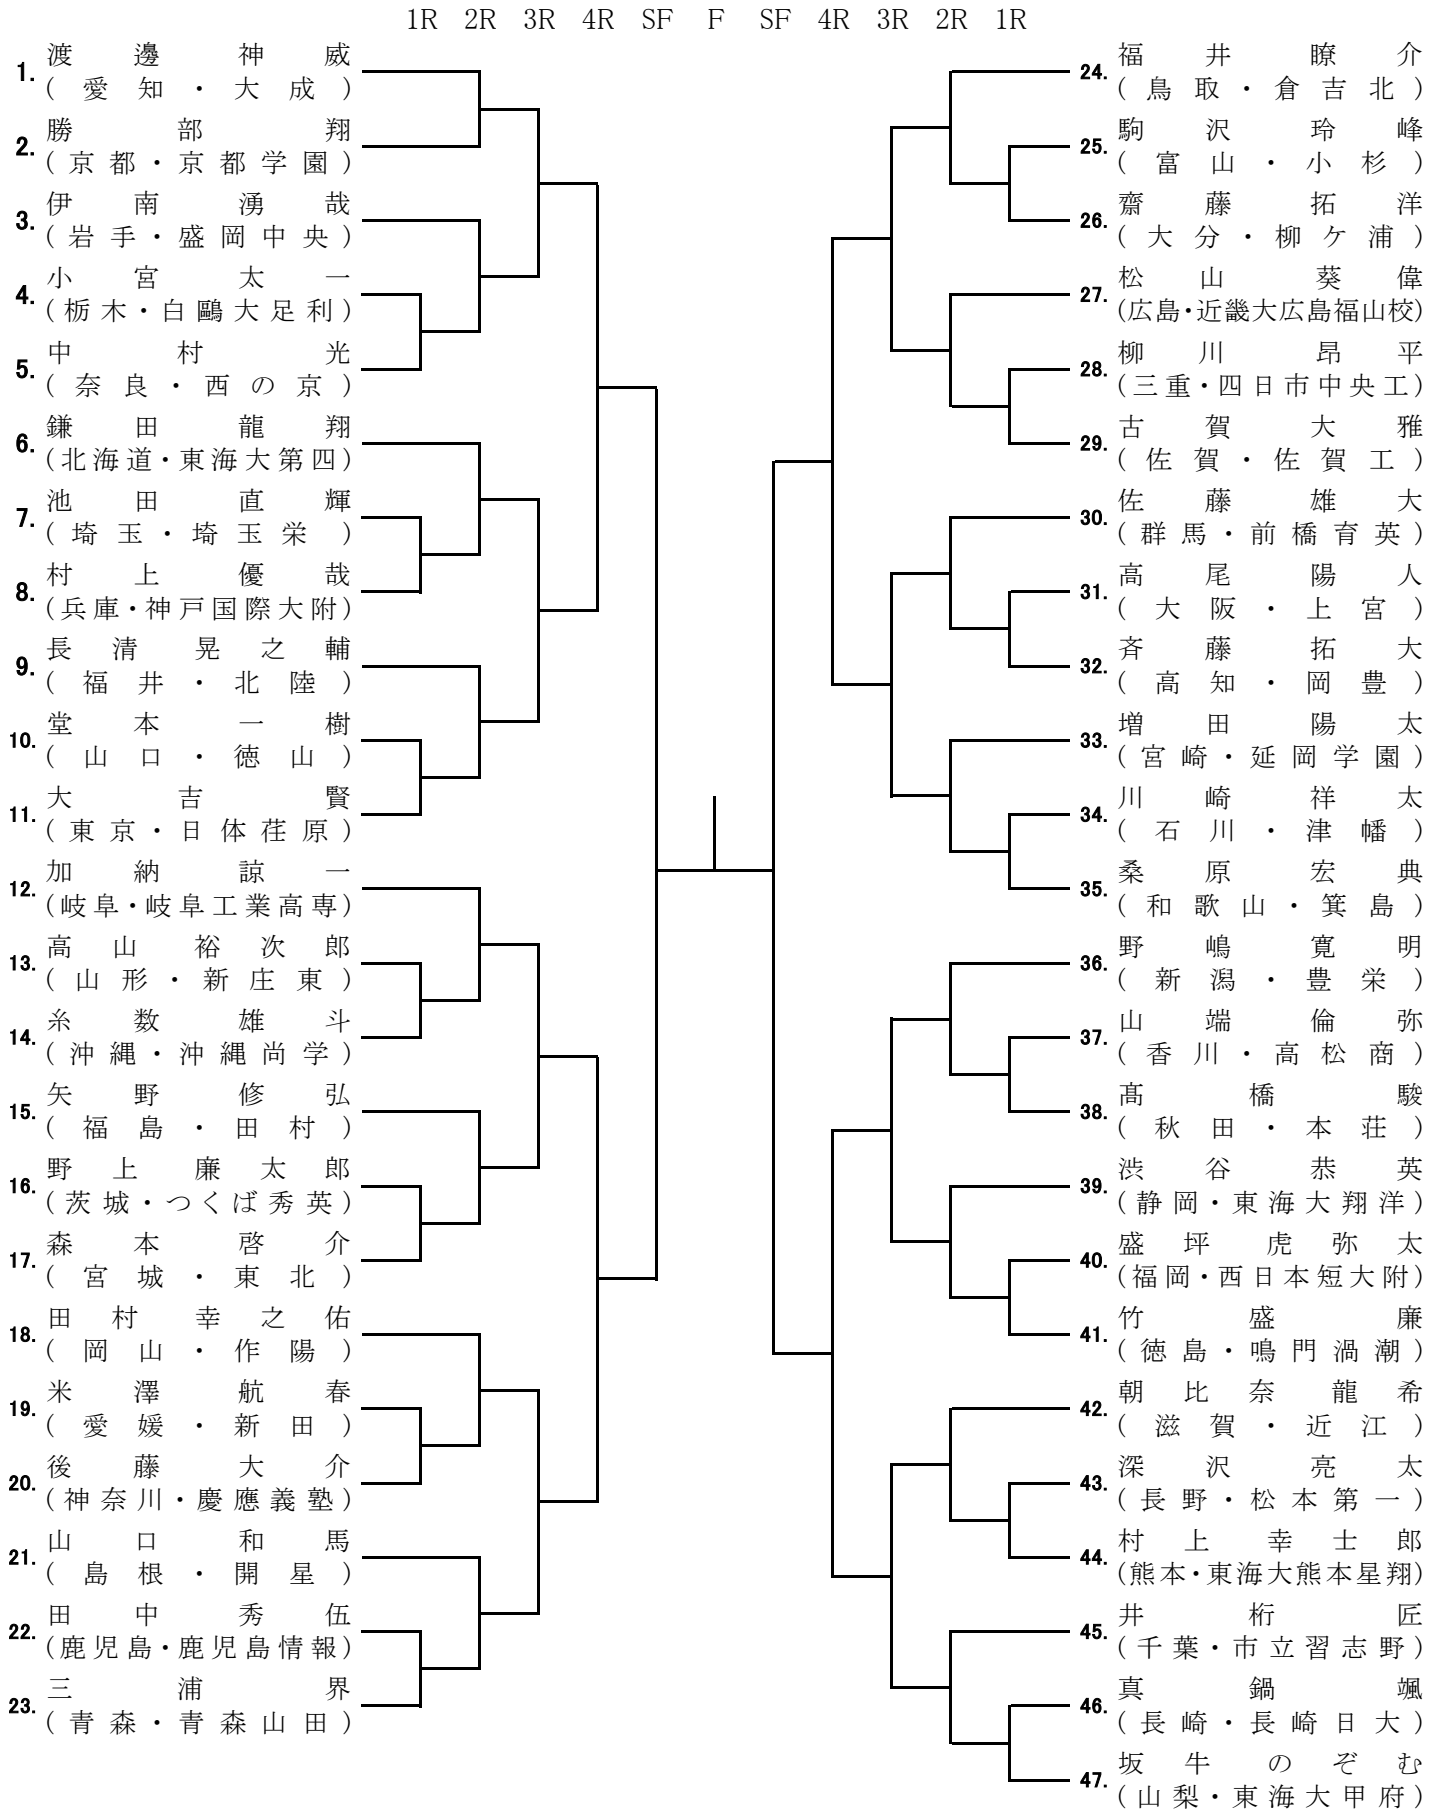 1R 2R 3R 4R SF F SF 4R 3R 2R 1R
1. 渡邊神威
(愛知・大成)
2. 勝部翔
(京都・京都学園)
3. 伊南湧哉
(岩手・盛岡中央)
4. 小宮太一
(栃木・白鷗大足利)
5. 中村光
(奈良・西の京)
6. 鎌田龍翔
(北海道・東海大第四)
7. 池田直輝
(埼玉・埼玉栄)
8. 村上優哉
(兵庫・神戸国際大附)
9. 長清晃之輔
(福井・北陸)
10. 堂本一樹
(山口・徳山)
11. 大吉賢
(東京・日体荏原)
12. 加納諒一
(岐阜・岐阜工業高専)
13. 高山裕次郎
(山形・新庄東)
14. 糸数雄斗
(沖縄・沖縄尚学)
15. 矢野修弘
(福島・田村)
16. 野上廉太郎
(茨城・つくば秀英)
17. 森本啓介
(宮城・東北)
18. 田村幸之佑
(岡山・作陽)
19. 米澤航春
(愛媛・新田)
20. 後藤大介
(神奈川・慶應義塾)
21. 山口和馬
(島根・開星)
22. 田中秀伍
(鹿児島・鹿児島情報)
23. 三浦界
(青森・青森山田)
24. 福井瞭介
(鳥取・倉吉北)
25. 駒沢玲峰
(富山・小杉)
26. 齋藤拓洋
(大分・柳ケ浦)
27. 松山葵偉
(広島・近畿大広島福山校)
28. 柳川昂平
(三重・四日市中央工)
29. 古賀大雅
(佐賀・佐賀工)
30. 佐藤雄大
(群馬・前橋育英)
31. 高尾陽人
(大阪・上宮)
32. 斉藤拓大
(高知・岡豊)
33. 増田陽太
(宮崎・延岡学園)
34. 川崎祥太
(石川・津幡)
35. 桑原宏典
(和歌山・箕島)
36. 野嶋寛明
(新潟・豊栄)
37. 山端倫弥
(香川・高松商)
38. 髙橋駿
(秋田・本荘)
39. 渋谷恭英
(静岡・東海大翔洋)
40. 盛坪虎弥太
(福岡・西日本短大附)
41. 竹盛廉
(徳島・鳴門渦潮)
42. 朝比奈龍希
(滋賀・近江)
43. 深沢亮太
(長野・松本第一)
44. 村上幸士郎
(熊本・東海大熊本星翔)
45. 井桁匠
(千葉・市立習志野)
46. 真鍋颯
(長崎・長崎日大)
47. 坂牛のぞむ
(山梨・東海大甲府)